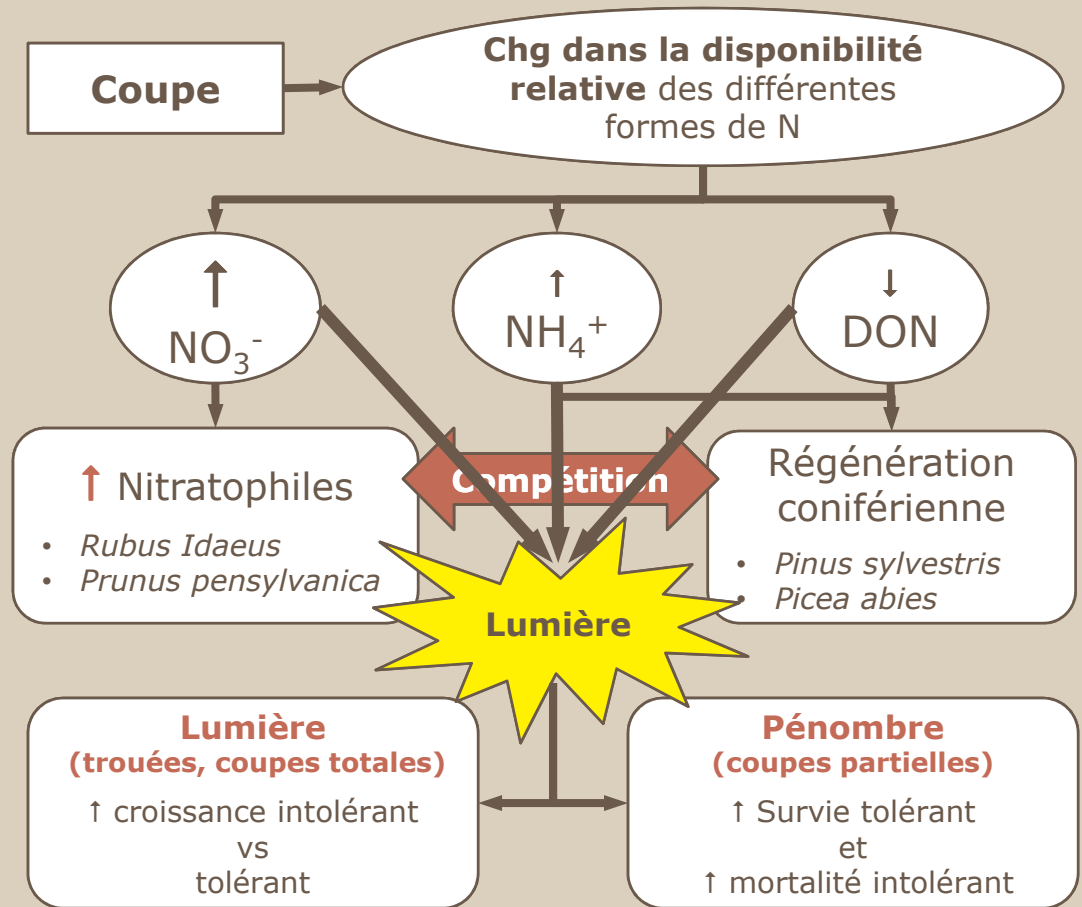 Coupe
Chg dans la disponibilité
relative des différentes
formes de N
↑
NO₃⁻
↑
NH₄⁺
↓
DON
↑ Nitratophiles
• Rubus Idaeus
• Prunus pensylvanica
Compétition
Régénération
coniférienne
• Pinus sylvestris
• Picea abies
Lumière
Lumière
(trouées, coupes totales)
↑ croissance intolérant
vs
tolérant
Pénombre
(coupes partielles)
↑ Survie tolérant
et
↑ mortalité intolérant